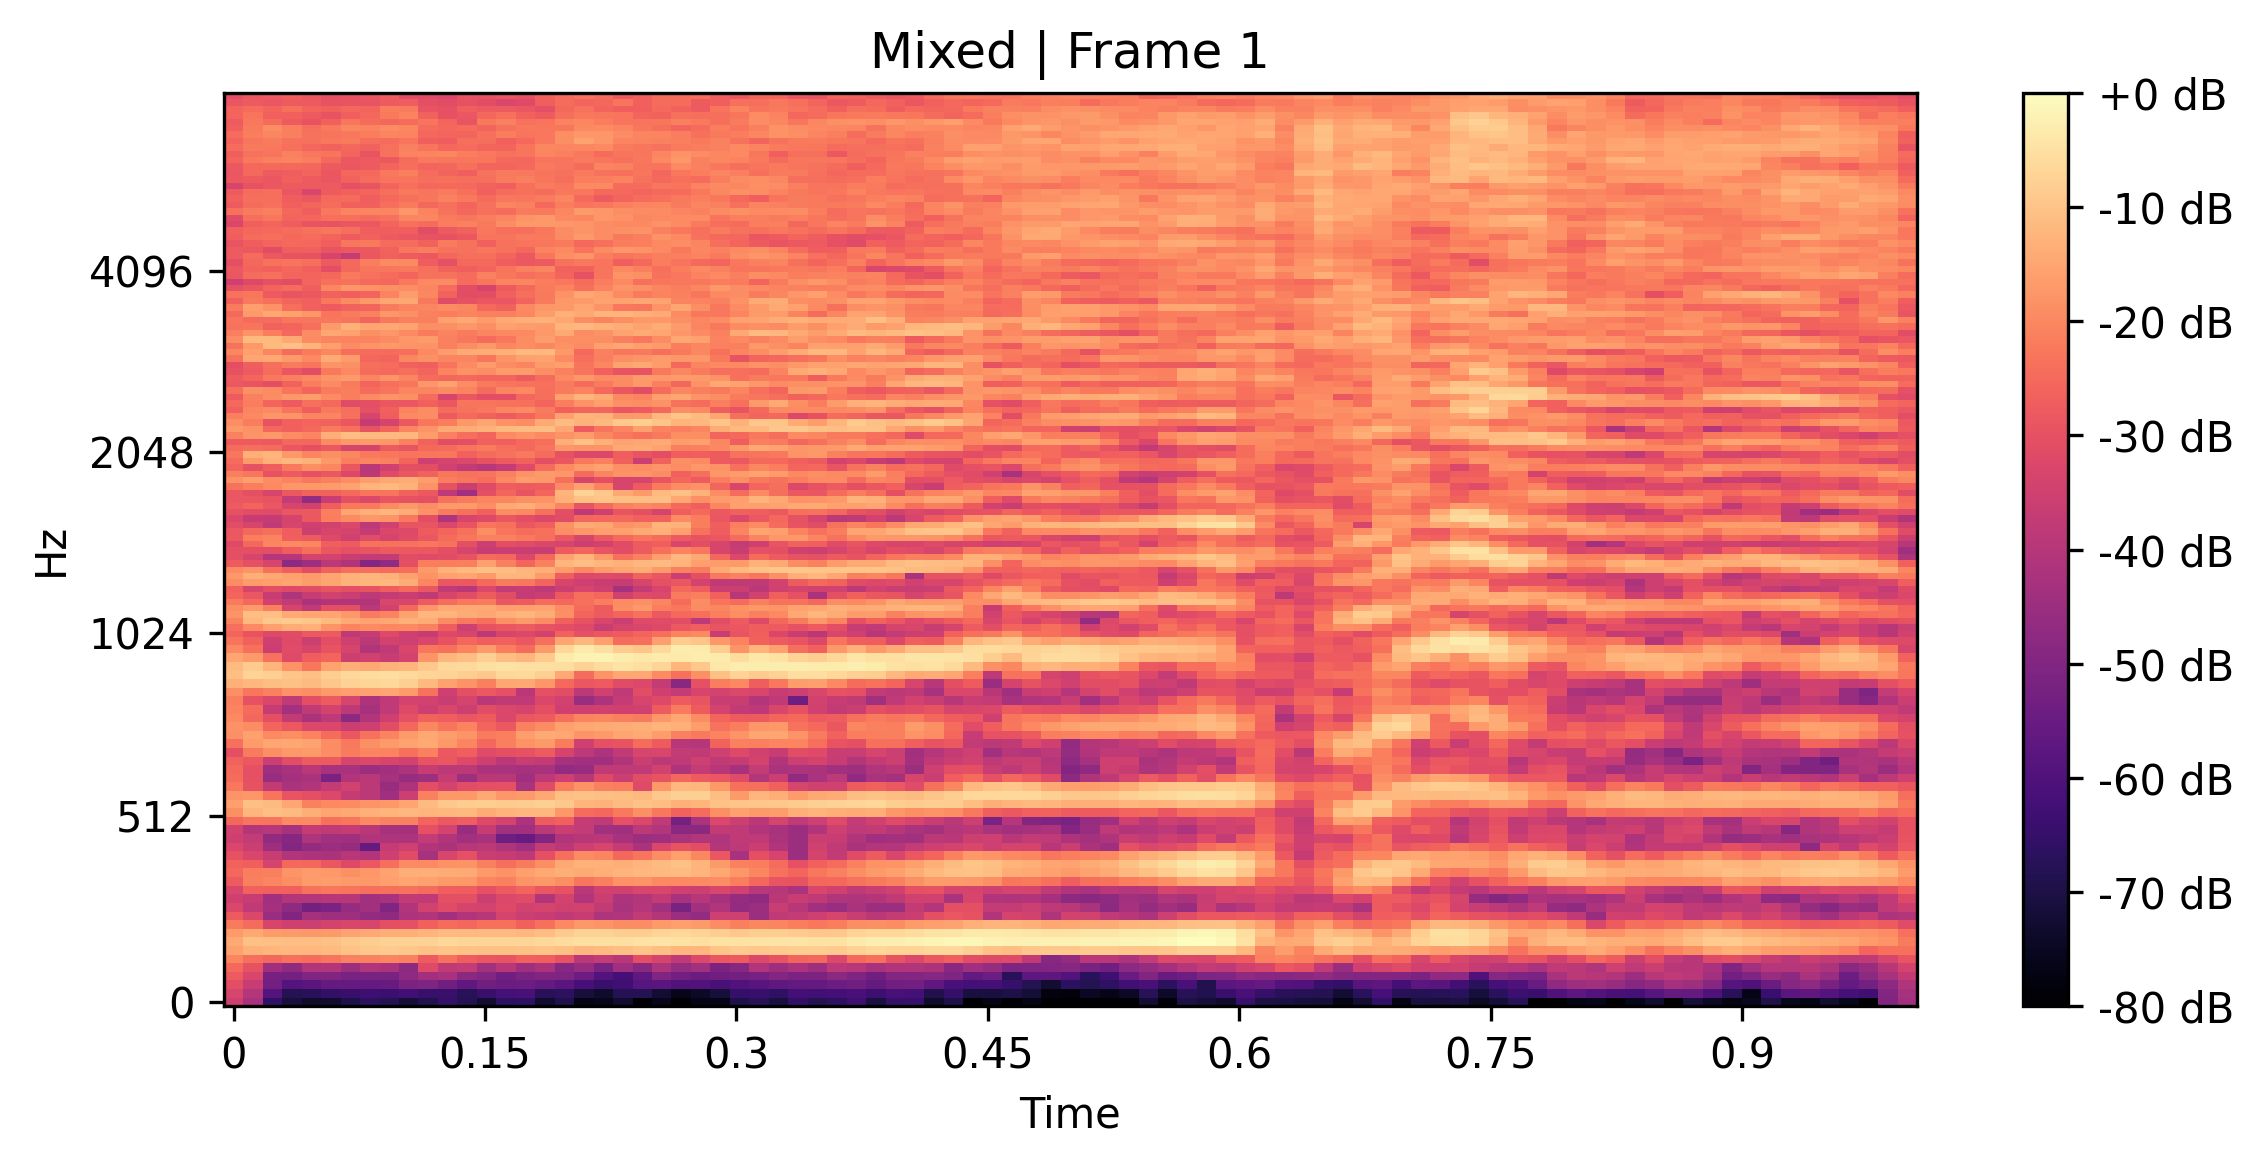 Mixed | Frame 1
+0 dB
-10 dB
-20 dB
-30 dB
-40 dB
-50 dB
-60 dB
-70 dB
-80 dB
Hz
4096
2048
1024
512
0
0 0.15 0.3 0.45 0.6 0.75 0.9
Time